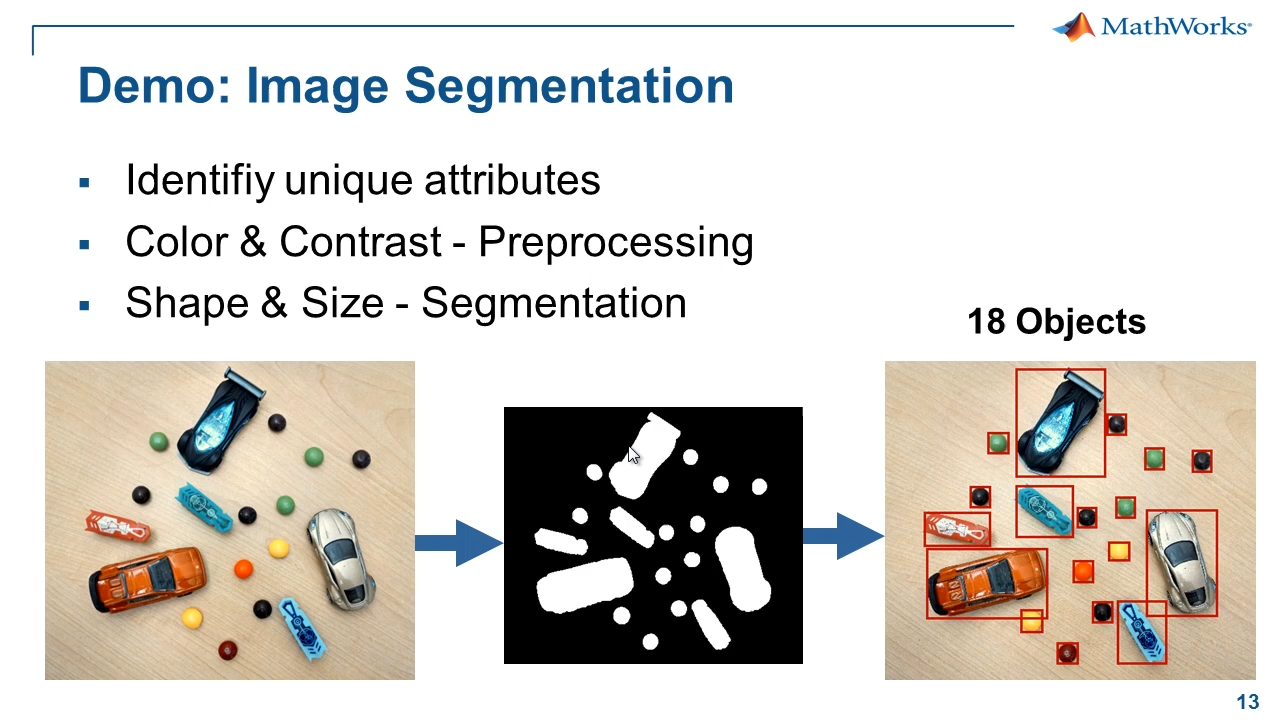 MathWorks®
Demo: Image Segmentation
▪ Identifiy unique attributes
▪ Color & Contrast - Preprocessing
▪ Shape & Size - Segmentation
18 Objects
13